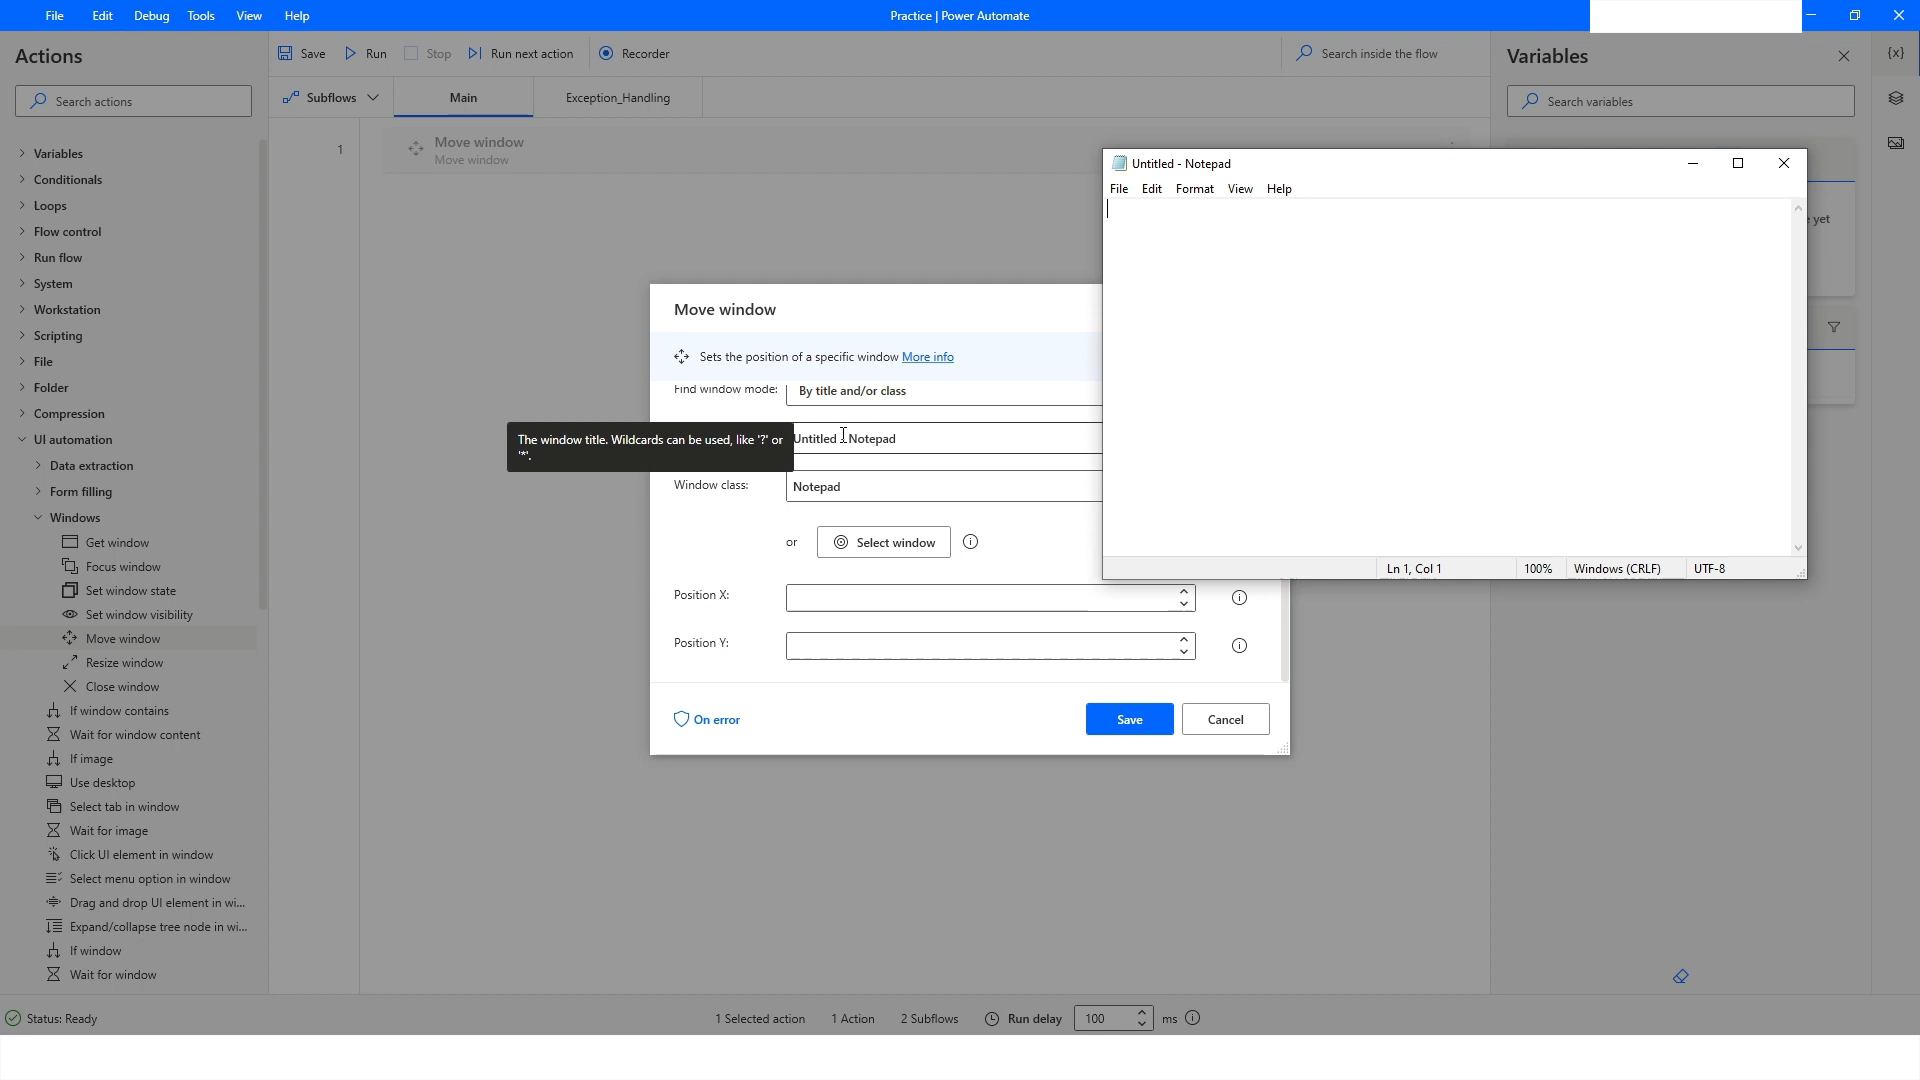 File Edit Debug Tools View Help
Practice | Power Automate
Actions
Search actions
Variables
Conditionals
Loops
Flow control
Run flow
System
Workstation
Scripting
File
Folder
Compression
UI automation
Data extraction
Form filling
Windows
Get window
Focus window
Set window state
Set window visibility
Move window
Resize window
Close window
If window contains
Wait for window content
If image
Use desktop
Select tab in window
Wait for image
Click UI element in window
Select menu option in window
Drag and drop UI element in wi...
Expand/collapse tree node in wi...
If window
Wait for window
Save Run Stop Run next action Recorder
Search inside the flow
Subflows Main Exception_Handling
1
Move window
Move window
Variables
{x}
Search variables
yet
Untitled - Notepad
File Edit Format View Help
Ln 1, Col 1 100% Windows (CRLF) UTF-8
Move window
Sets the position of a specific window More info
Find window mode: By title and/or class
The window title. Wildcards can be used, like '?' or
'*'.
Untitled - Notepad
Window class: Notepad
or Select window
Position X:
Position Y:
On error Save Cancel
Status: Ready 1 Selected action 1 Action 2 Subflows Run delay 100 ms